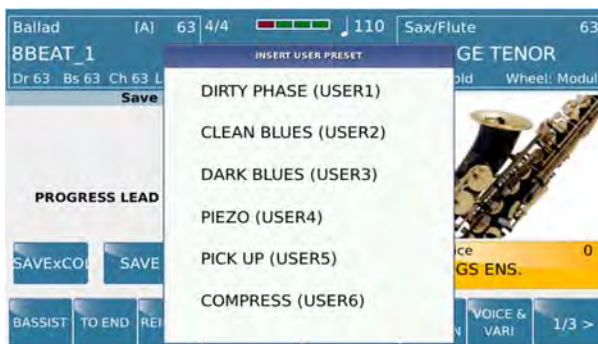 Ballad [A] 63 4/4 110 Sax/Flute 63
8BEAT_1 GE TENOR
Dr 63 Bs 63 Ch 63 L old Wheel: Modul
INSERT USER PRESET
Save
DIRTY PHASE (USER1)
CLEAN BLUES (USER2)
DARK BLUES (USER3)
PROGRESS LEAD
PIEZO (USER4)
PICK UP (USER5)
COMPRESS (USER6)
SAVExCOL SAVE
ce 0
GS ENS.
BASSIST TO END REI N VOICE & VARI 1/3 >